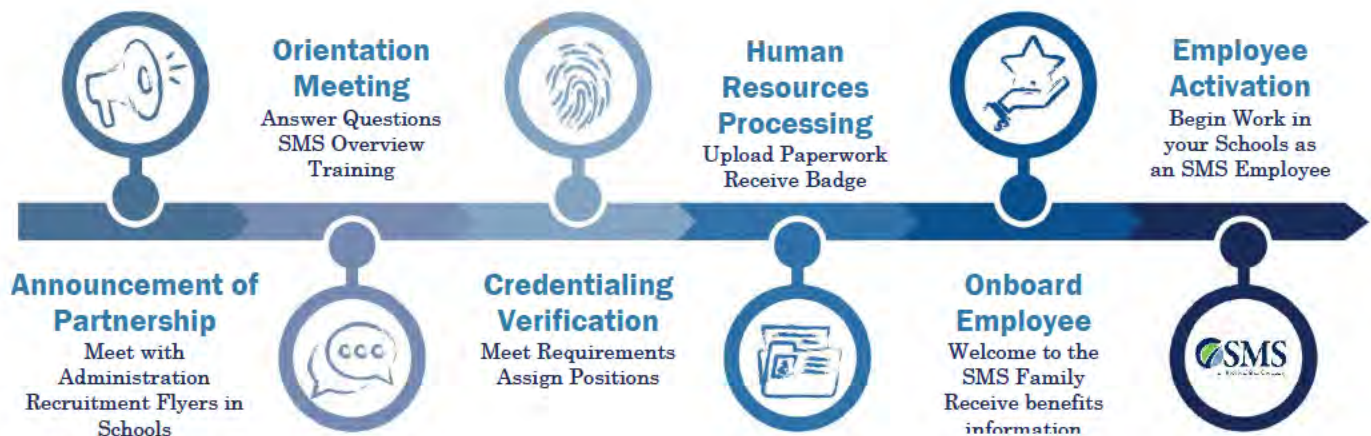 Announcement of
Partnership
Meet with
Administration
Recruitment Flyers in
Schools
Orientation
Meeting
Answer Questions
SMS Overview
Training
Credentialing
Verification
Meet Requirements
Assign Positions
Human
Resources
Processing
Upload Paperwork
Receive Badge
Onboard
Employee
Welcome to the
SMS Family
Receive benefits
information
Employee
Activation
Begin Work in
your Schools as
an SMS Employee
SMS